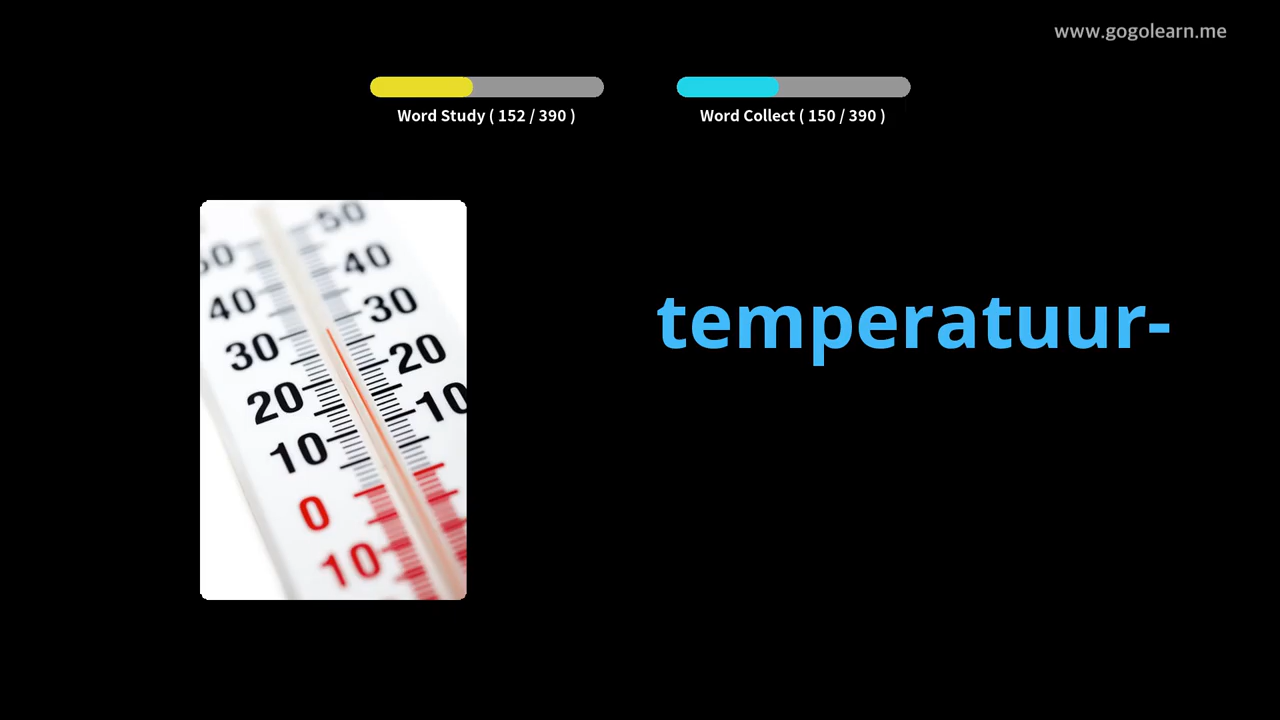 www.gogolearn.me
Word Study ( 152 / 390 )
Word Collect ( 150 / 390 )
temperatuur-
50
40 40
30 30
20 20
10 10
0
10